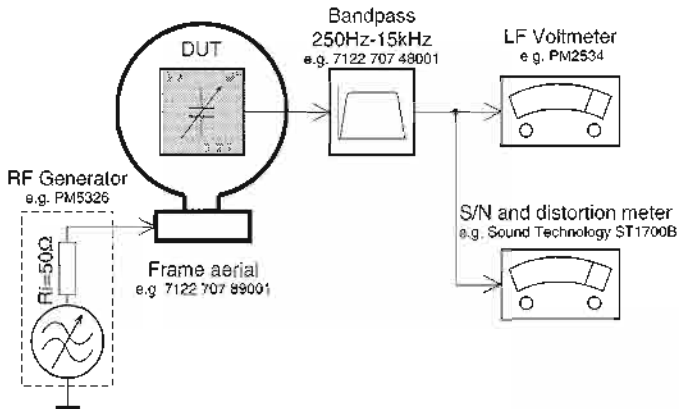 Bandpass
250Hz-15kHz
e.g. 7122 707 48001
LF Voltmeter
e.g. PM2534
DUT
RF Generator
e.g. PM5326
Ri=50Ω
Frame aerial
e.g. 7122 707 89001
S/N and distortion meter
e.g. Sound Technology ST1700B